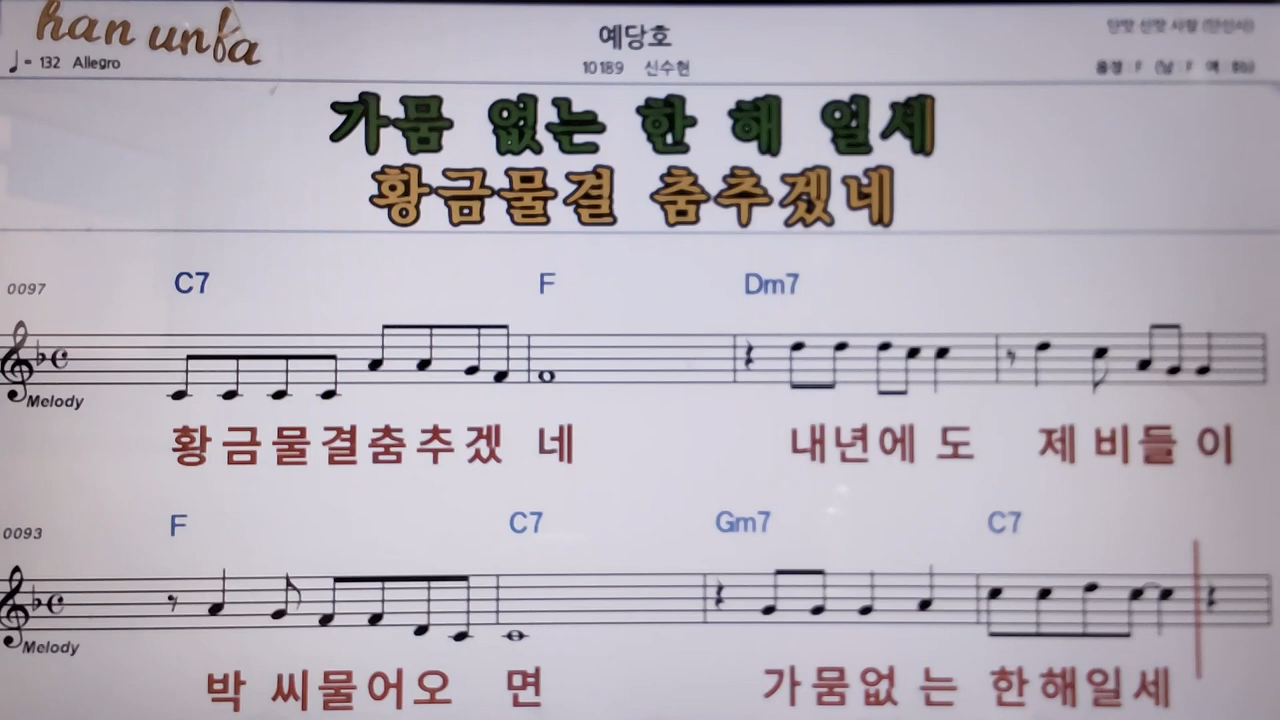 han unba
♩= 132 Allegro
예당호
10189 신수현
가뭄 없는 한 해 일세
황금물결 춤추겠네
0097 C7 F Dm7
Melody
황금물결춤추겠 네 내년에 도 제비들 이
0093 F C7 Gm7 C7
Melody
박 씨물어오 면 가뭄없 는 한해일세